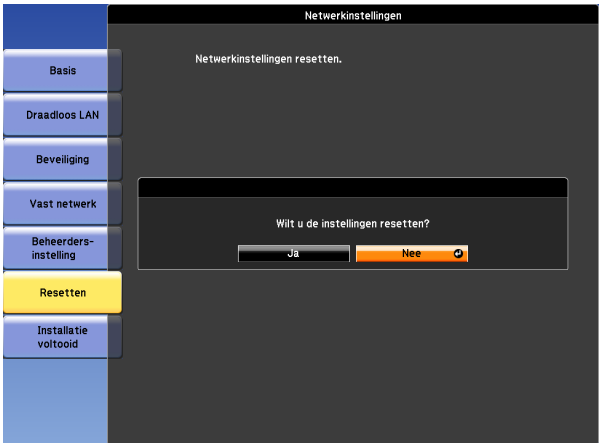 Netwerkinstellingen
Netwerkinstellingen resetten.
Basis
Draadloos LAN
Beveiliging
Vast netwerk
Beheerders-
instelling
Resetten
Installatie
voltooid
Wilt u de instellingen resetten?
Ja
Nee